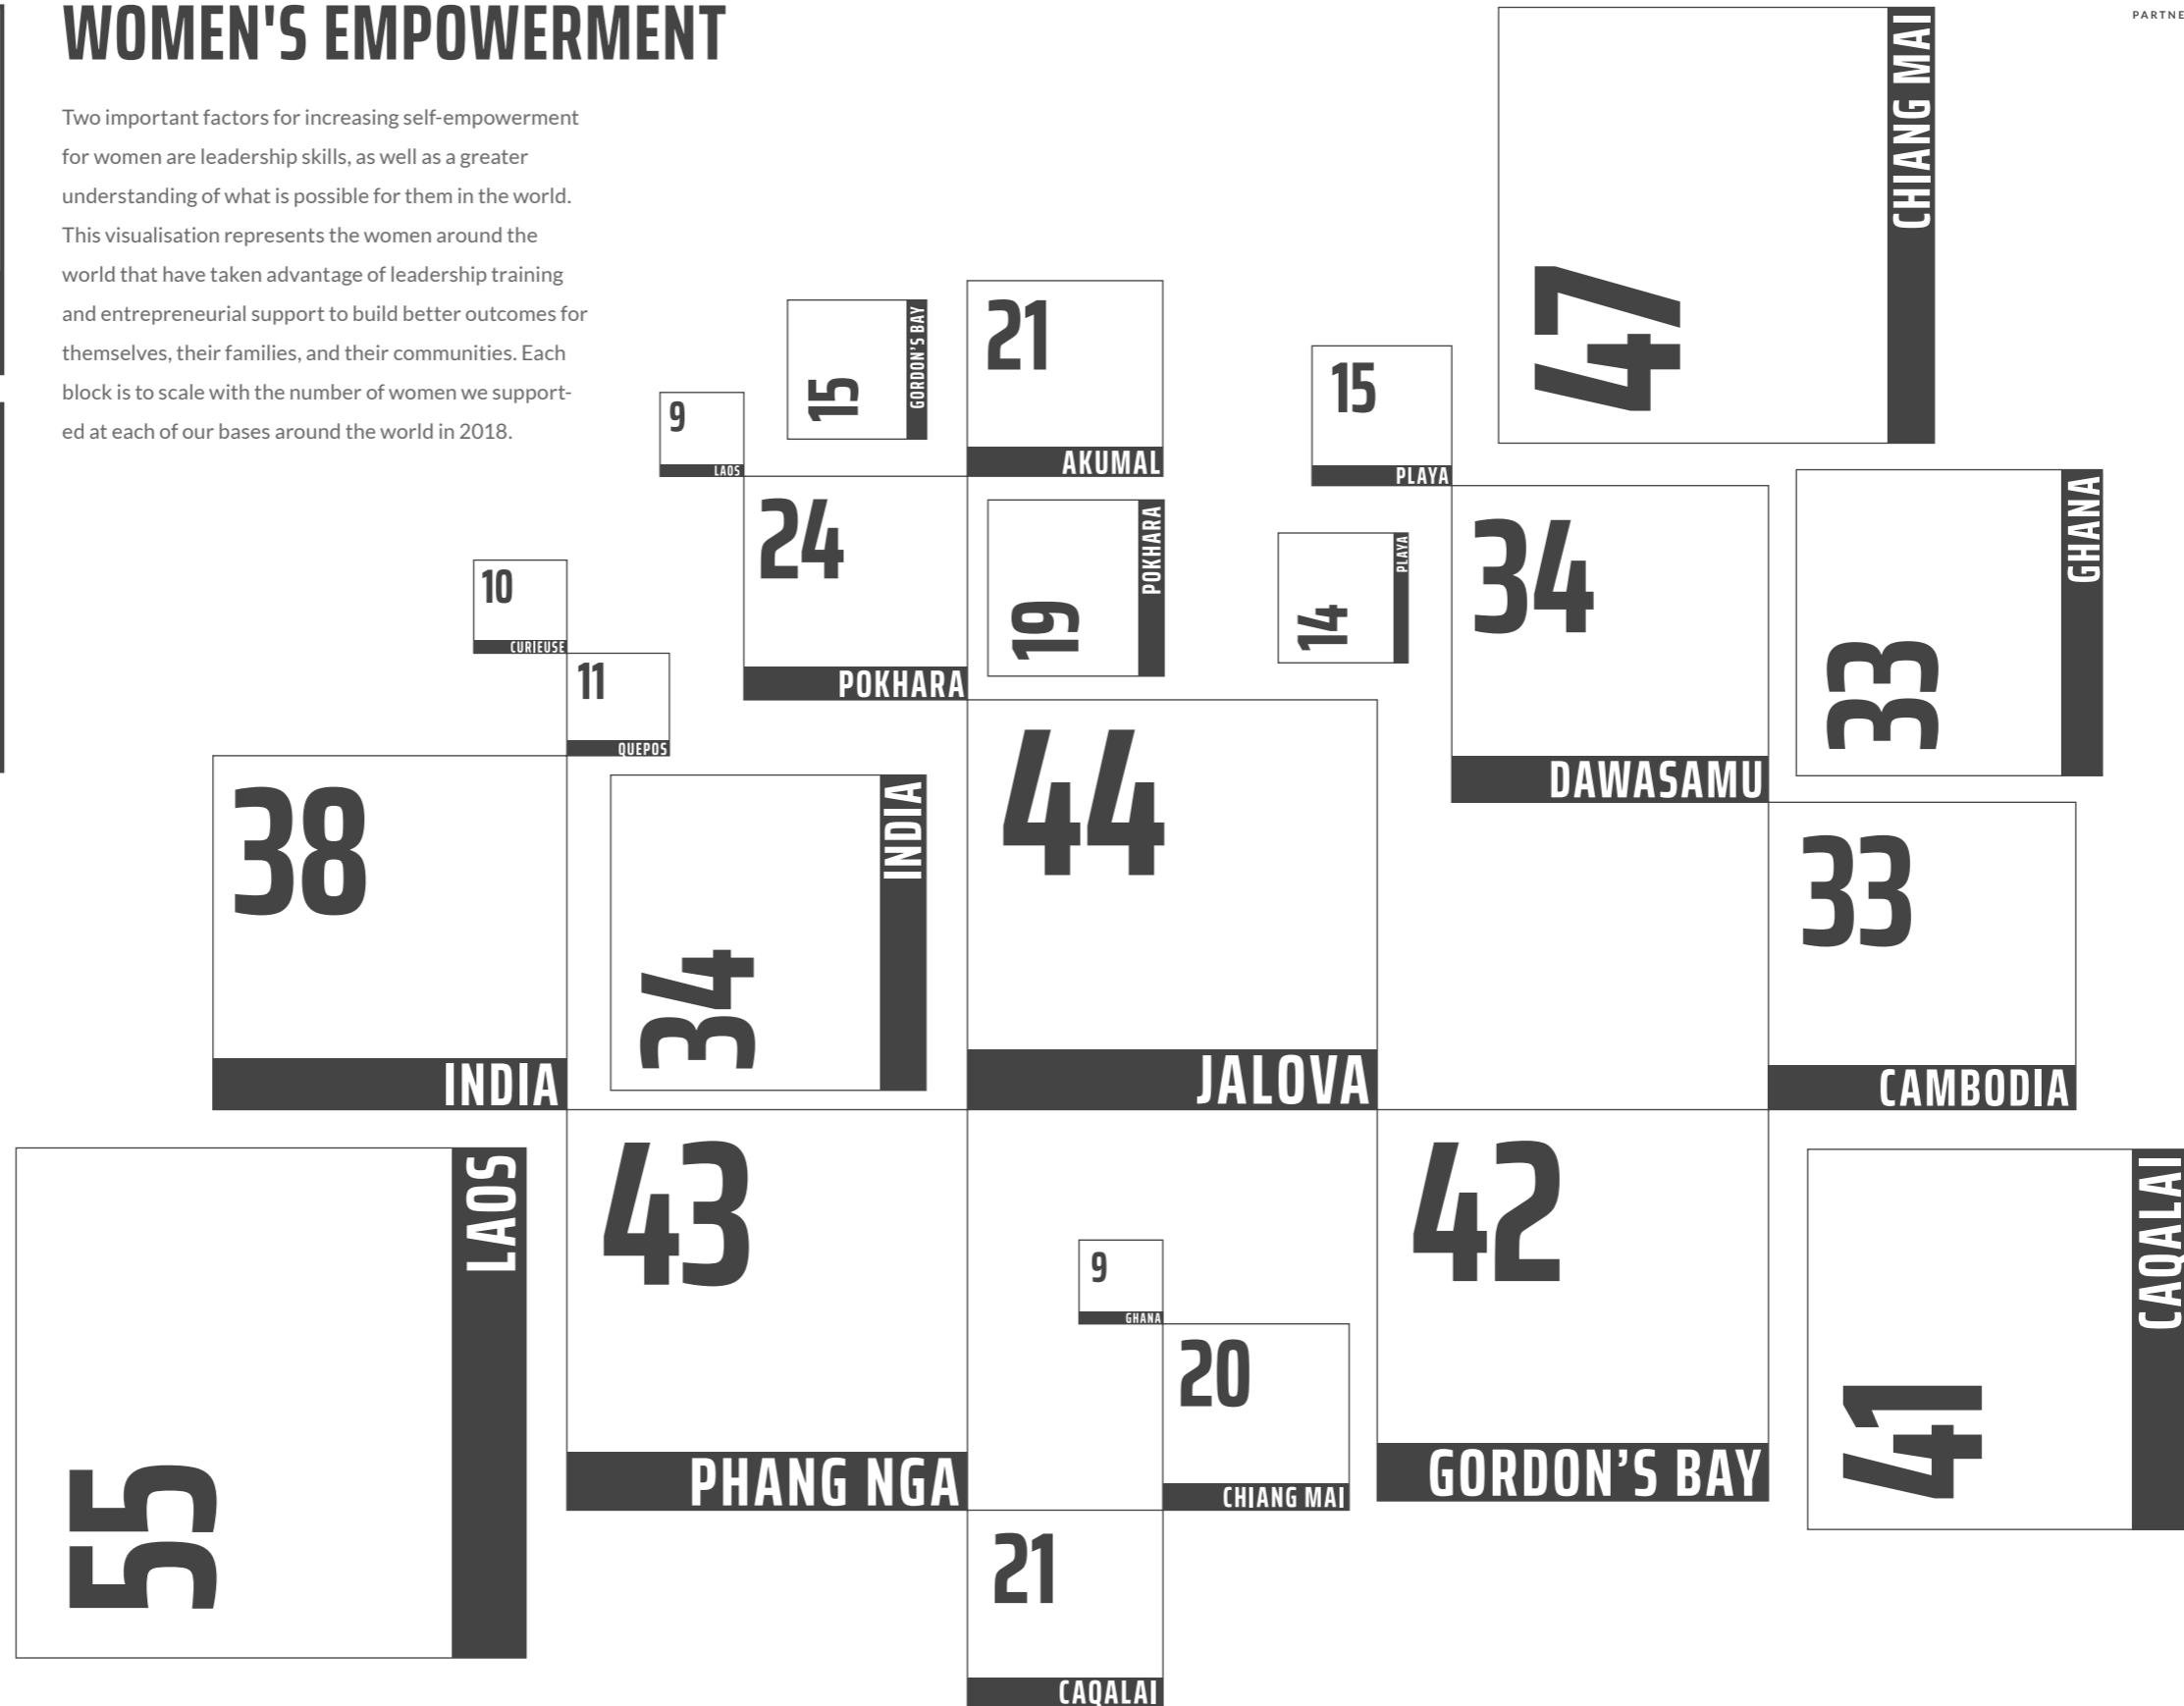 WOMEN'S EMPOWERMENT
Two important factors for increasing self-empowerment
for women are leadership skills, as well as a greater
understanding of what is possible for them in the world.
This visualisation represents the women around the
world that have taken advantage of leadership training
and entrepreneurial support to build better outcomes for
themselves, their families, and their communities. Each
block is to scale with the number of women we support-
ed at each of our bases around the world in 2018.
PARTNE
47
CHIANG MAI
21
AKUMAL
15
GORDON'S BAY
15
PLAYA
9
LAOS
33
GHANA
24
POKHARA
34
DAWASAMU
19
POKHARA
14
PLAYA
10
CURIEUSE
11
QUEPOS
44
JALOVA
38
INDIA
34
INDIA
33
CAMBODIA
43
PHANG NGA
42
GORDON’S BAY
55
LAOS
41
CAQALAI
9
GHANA
20
CHIANG MAI
21
CAQALAI